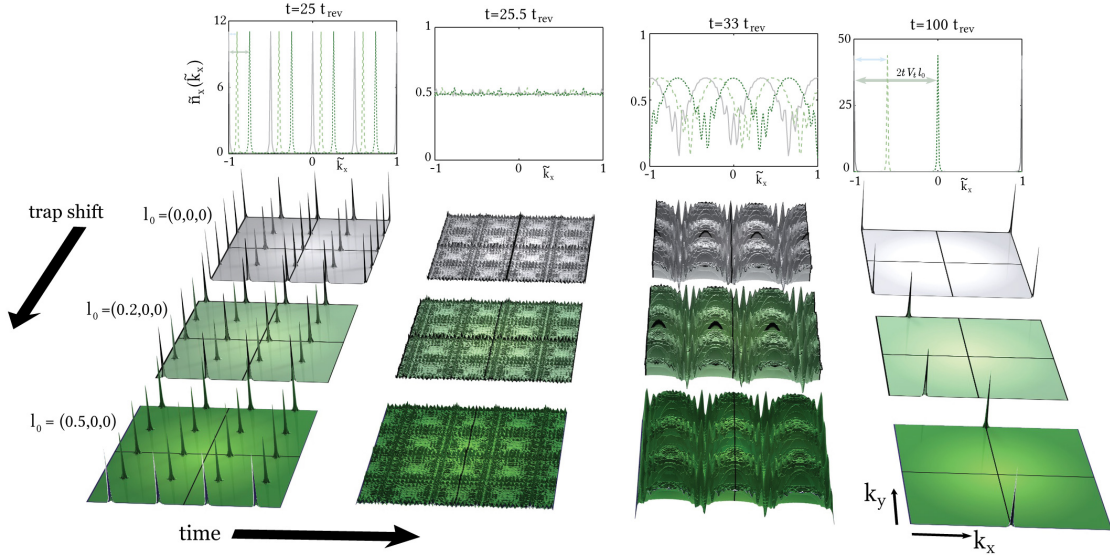 t=25 t_rev
t=25.5 t_rev
t=33 t_rev
t=100 t_rev
ñ_x(k̃_x)
12
6
0
-1 0 1
k̃_x
1
0.5
0
-1 0 1
k̃_x
1
0.5
0
-1 0 1
k̃_x
50
25
0
2t V_t l_0
-1 0 1
k̃_x
trap shift
l_0 =(0,0,0)
l_0 =(0.2,0,0)
l_0 = (0.5,0,0)
time
k_y
k_x